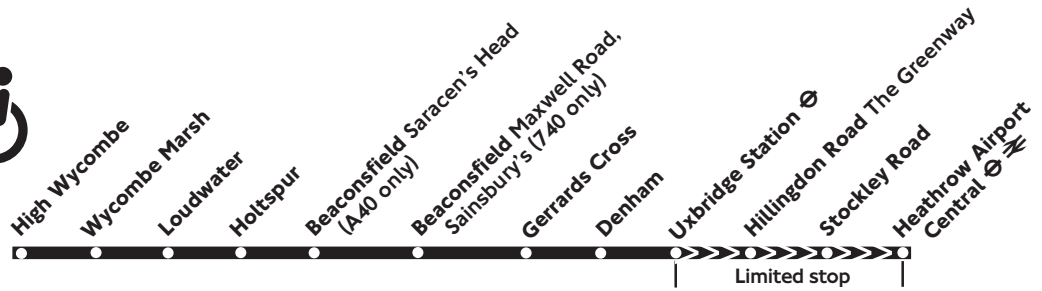 High Wycombe
Wycombe Marsh
Loudwater
Holtspur
Beaconsfield Saracen's Head
(A40 only)
Beaconsfield Maxwell Road,
Sainsbury's (740 only)
Gerrards Cross
Denham
Uxbridge Station
Hillingdon Road The Greenway
Stockley Road
Heathrow Airport
Central
Limited stop